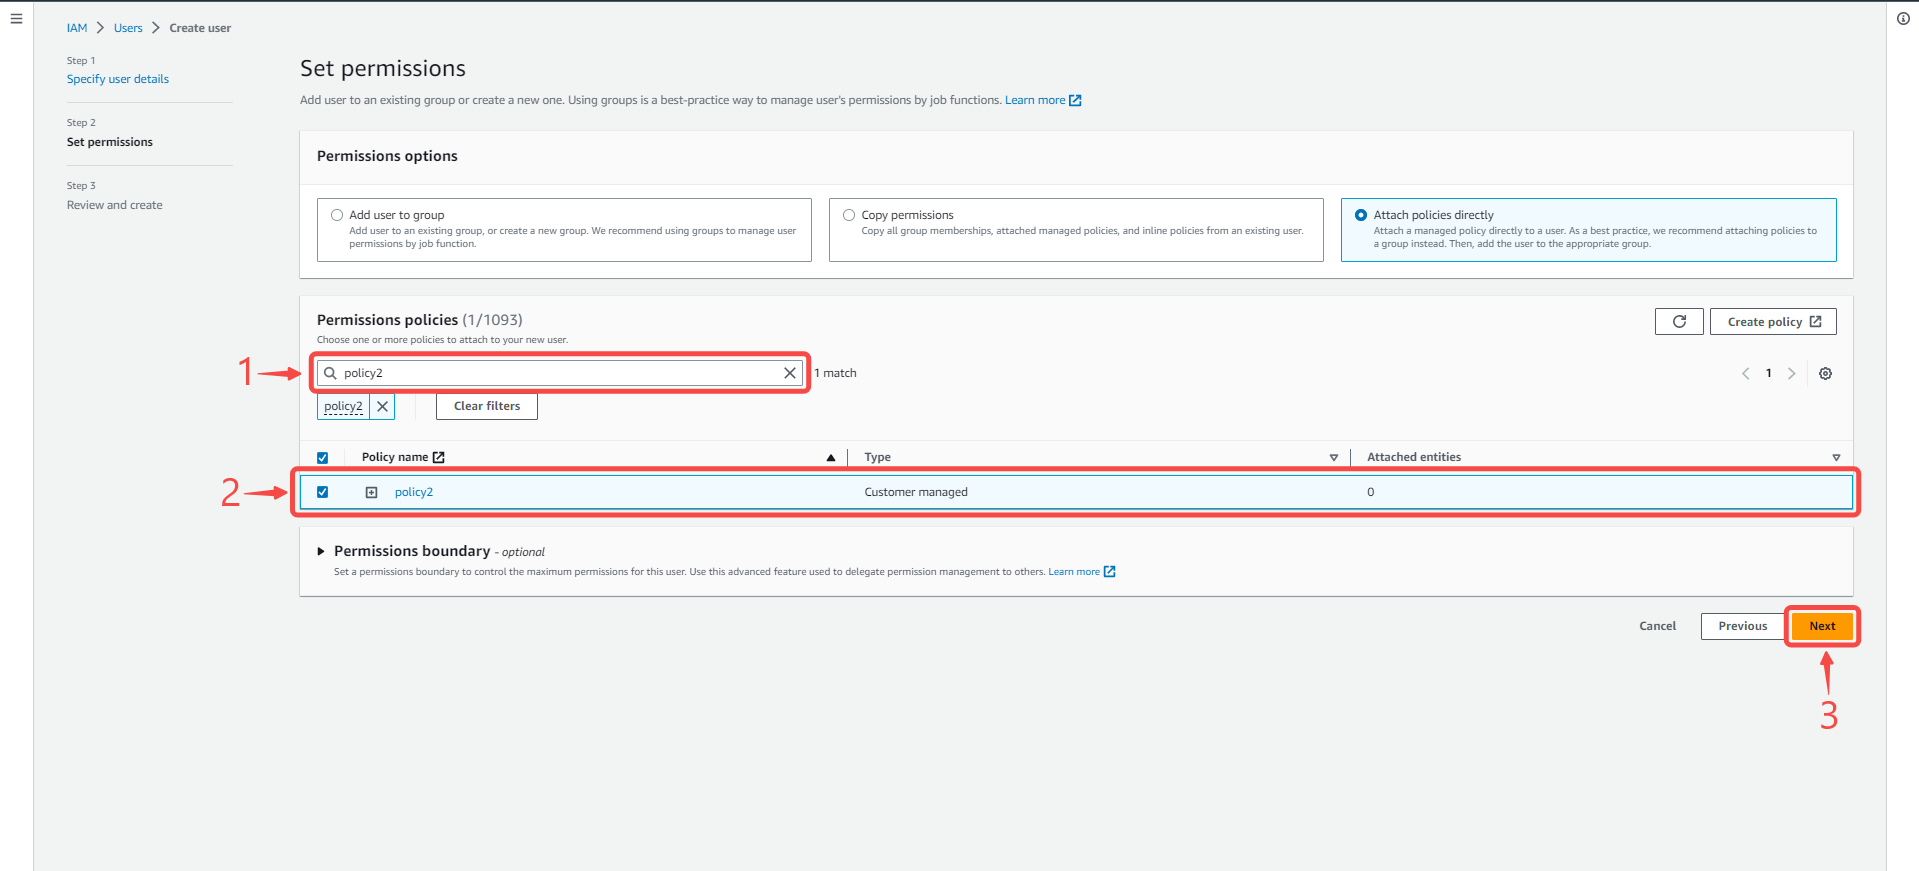 IAM > Users > Create user
Step 1
Specify user details
Step 2
Set permissions
Step 3
Review and create
Set permissions
Add user to an existing group or create a new one. Using groups is a best-practice way to manage user's permissions by job functions. Learn more
Permissions options
Add user to group
Add user to an existing group, or create a new group. We recommend using groups to manage user
permissions by job function.
Copy permissions
Copy all group memberships, attached managed policies, and inline policies from an existing user.
Attach policies directly
Attach a managed policy directly to a user. As a best practice, we recommend attaching policies to
a group instead. Then, add the user to the appropriate group.
Permissions policies (1/1093)
Choose one or more policies to attach to your new user.
Create policy
1
policy2
1 match
1
policy2
Clear filters
Policy name
Type
Attached entities
2
policy2
Customer managed
0
Permissions boundary - optional
Set a permissions boundary to control the maximum permissions for this user. Use this advanced feature used to delegate permission management to others. Learn more
Cancel
Previous
Next
3